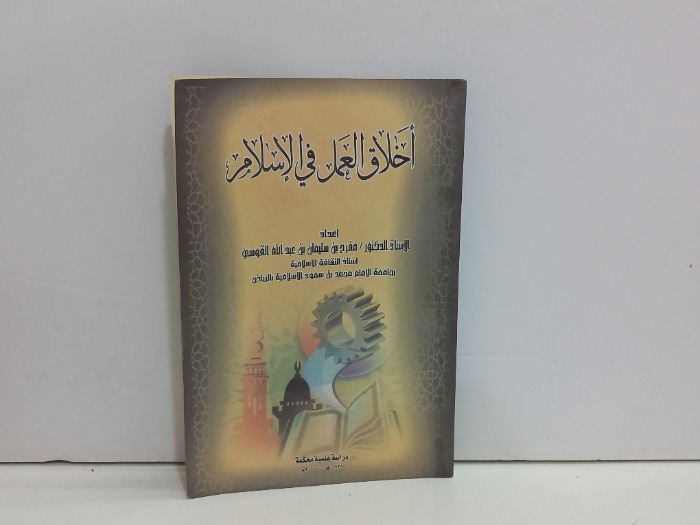 أخلاق العمل في الإسلام
إعداد
الأستاذ الدكتور / مفرح بن سليمان بن عبد الله القوسي
أستاذ الثقافة الإسلامية
بجامعة الإمام محمد بن سعود الإسلامية بالرياض
دراسة علمية محكمة